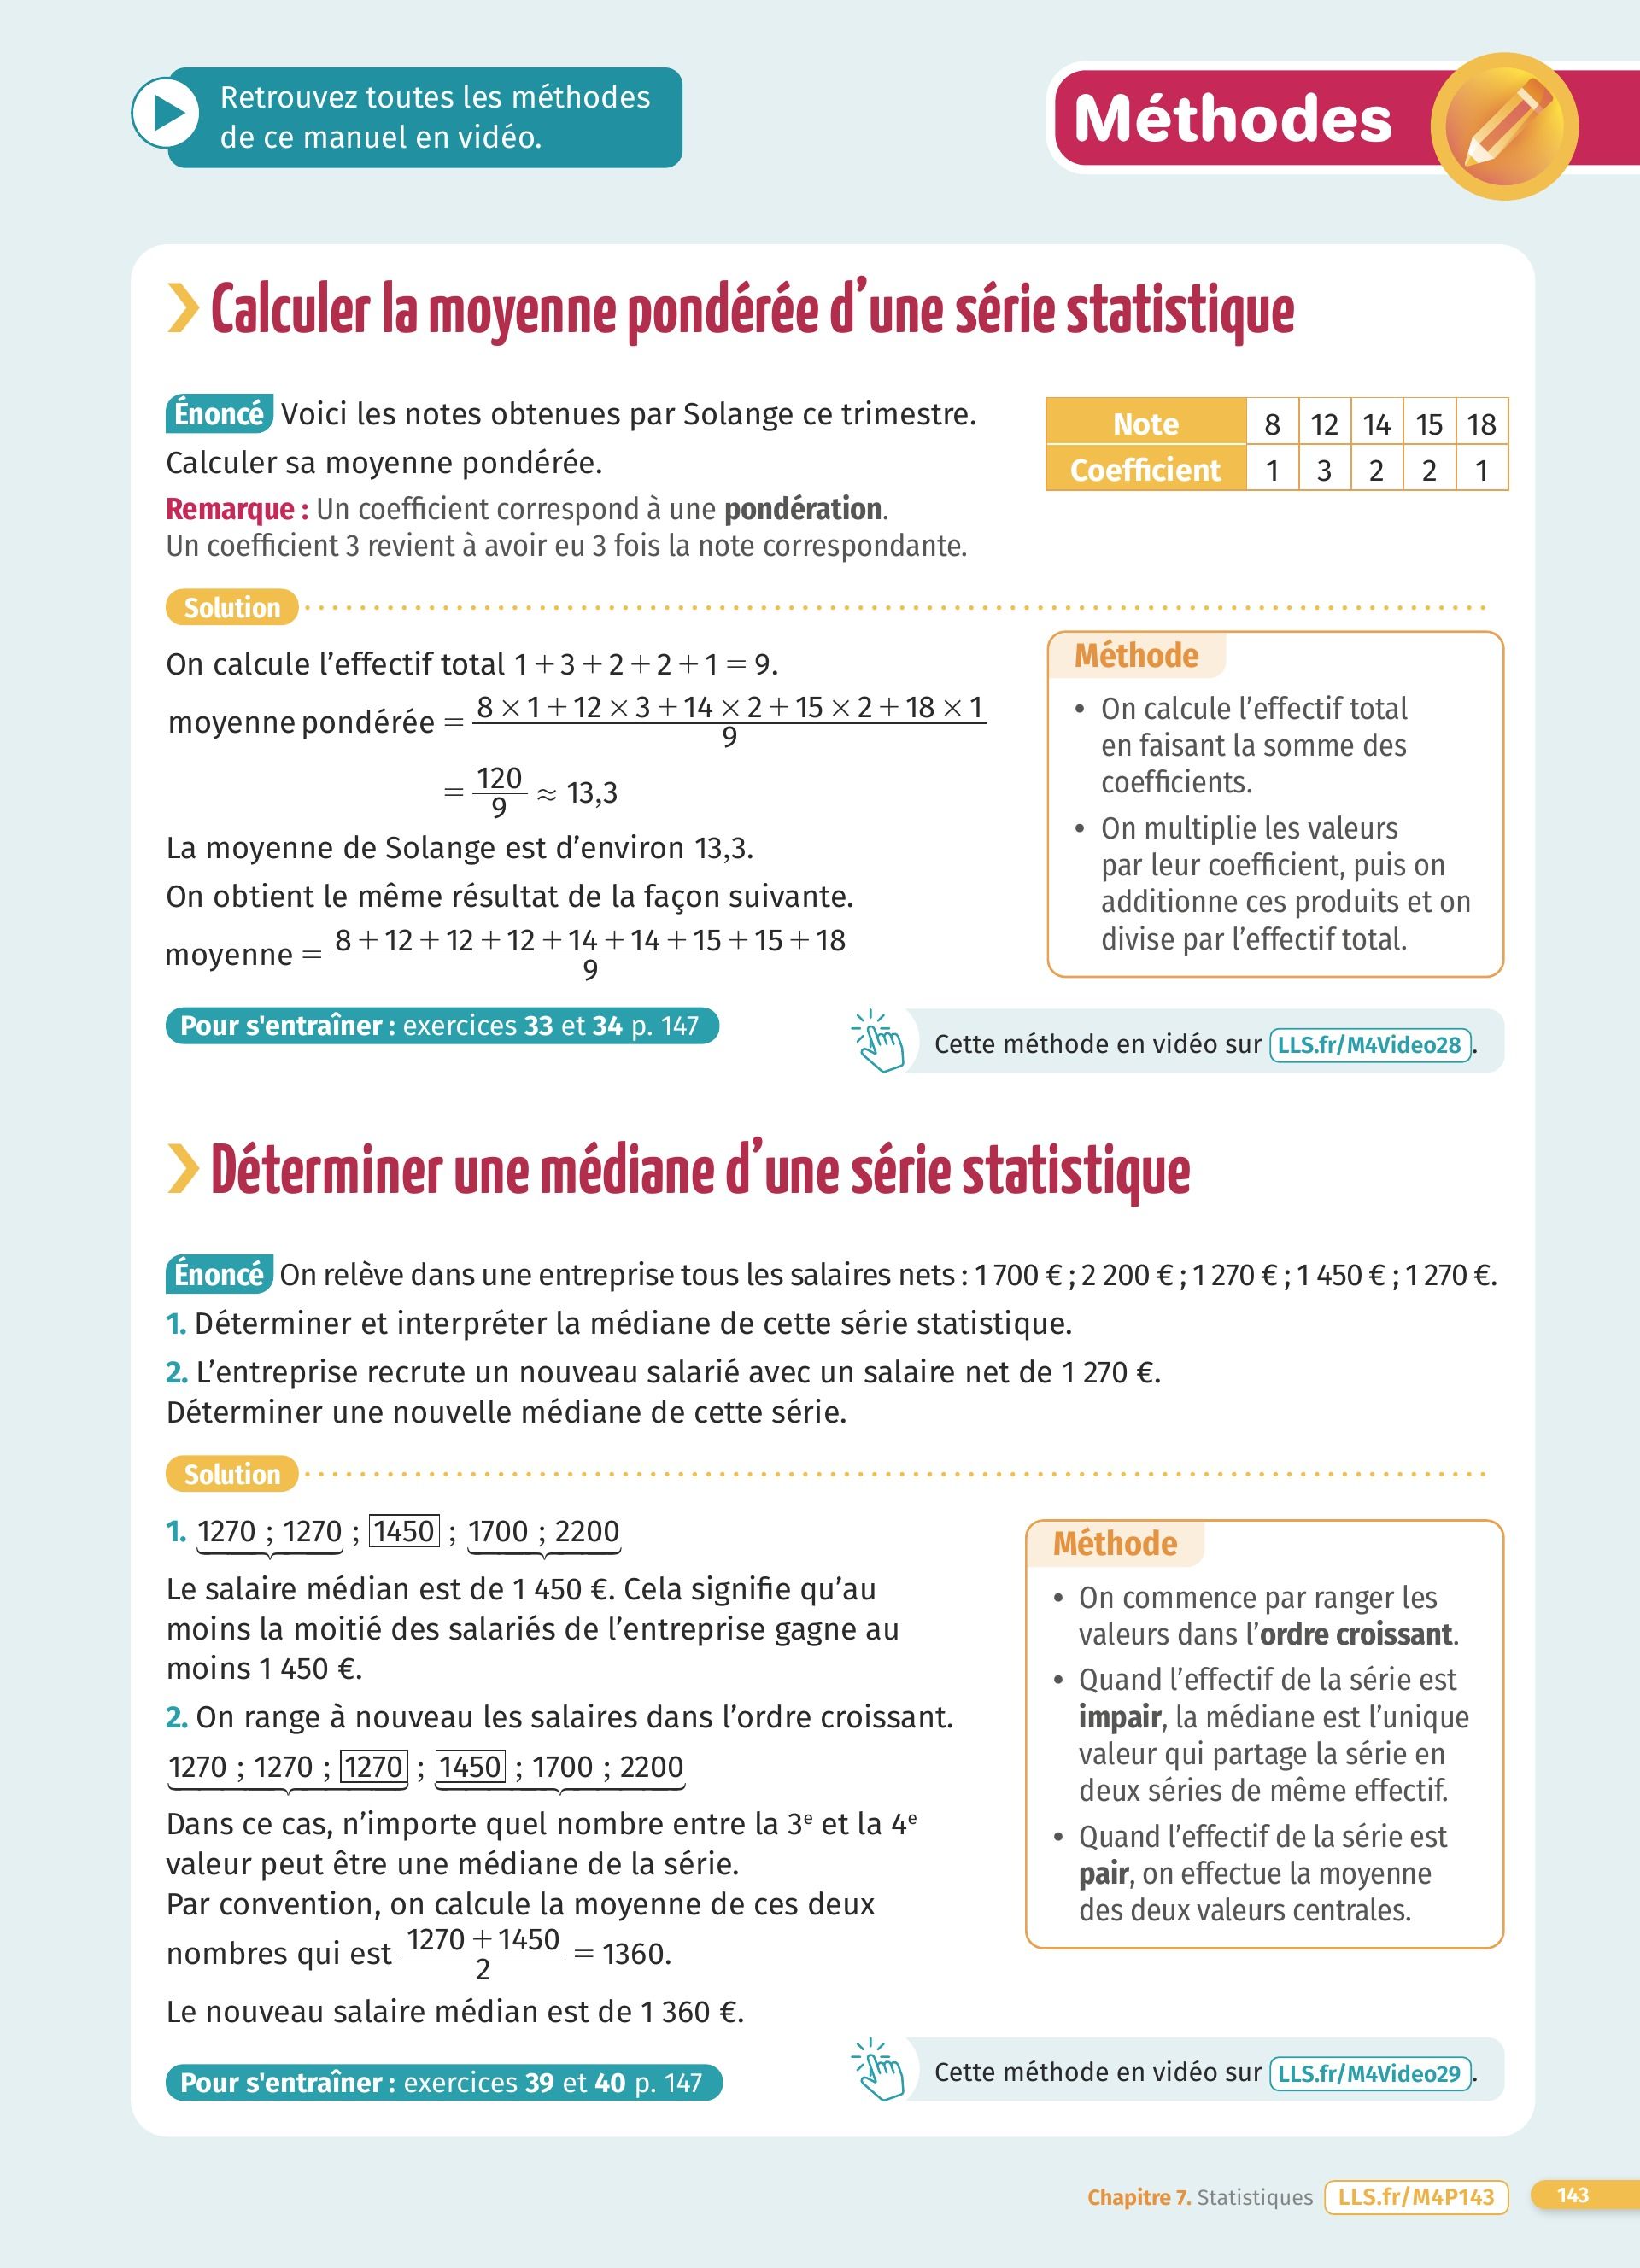 Retrouvez toutes les méthodes
de ce manuel en vidéo.
Méthodes
Calculer la moyenne pondérée d’une série statistique
Énoncé Voici les notes obtenues par Solange ce trimestre.
Calculer sa moyenne pondérée.
Remarque : Un coefficient correspond à une pondération.
Un coefficient 3 revient à avoir eu 3 fois la note correspondante.
Note 8 12 14 15 18
Coefficient 1 3 2 2 1
Solution
On calcule l’effectif total 1 + 3 + 2 + 2 + 1 = 9.
moyenne pondérée = (8 × 1 + 12 × 3 + 14 × 2 + 15 × 2 + 18 × 1) / 9
= 120 / 9 ≈ 13,3
La moyenne de Solange est d’environ 13,3.
On obtient le même résultat de la façon suivante.
moyenne = (8 + 12 + 12 + 12 + 14 + 14 + 15 + 15 + 18) / 9
Méthode
• On calcule l’effectif total
en faisant la somme des
coefficients.
• On multiplie les valeurs
par leur coefficient, puis on
additionne ces produits et on
divise par l’effectif total.
Pour s'entraîner : exercices 33 et 34 p. 147
Cette méthode en vidéo sur LLS.fr/M4Video28.
Déterminer une médiane d’une série statistique
Énoncé On relève dans une entreprise tous les salaires nets : 1 700 € ; 2 200 € ; 1 270 € ; 1 450 € ; 1 270 €.
1. Déterminer et interpréter la médiane de cette série statistique.
2. L’entreprise recrute un nouveau salarié avec un salaire net de 1 270 €.
Déterminer une nouvelle médiane de cette série.
Solution
1. 1270 ; 1270 ; 1450 ; 1700 ; 2200
Le salaire médian est de 1 450 €. Cela signifie qu’au
moins la moitié des salariés de l’entreprise gagne au
moins 1 450 €.
2. On range à nouveau les salaires dans l’ordre croissant.
1270 ; 1270 ; 1270 ; 1450 ; 1700 ; 2200
Dans ce cas, n’importe quel nombre entre la 3e et la 4e
valeur peut être une médiane de la série.
Par convention, on calcule la moyenne de ces deux
nombres qui est (1270 + 1450) / 2 = 1360.
Le nouveau salaire médian est de 1 360 €.
Méthode
• On commence par ranger les
valeurs dans l’ordre croissant.
• Quand l’effectif de la série est
impair, la médiane est l’unique
valeur qui partage la série en
deux séries de même effectif.
• Quand l’effectif de la série est
pair, on effectue la moyenne
des deux valeurs centrales.
Pour s'entraîner : exercices 39 et 40 p. 147
Cette méthode en vidéo sur LLS.fr/M4Video29.
Chapitre 7. Statistiques LLS.fr/M4P143 143